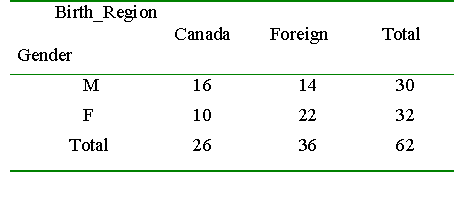 Birth_Region
Canada Foreign Total
Gender
M 16 14 30
F 10 22 32
Total 26 36 62